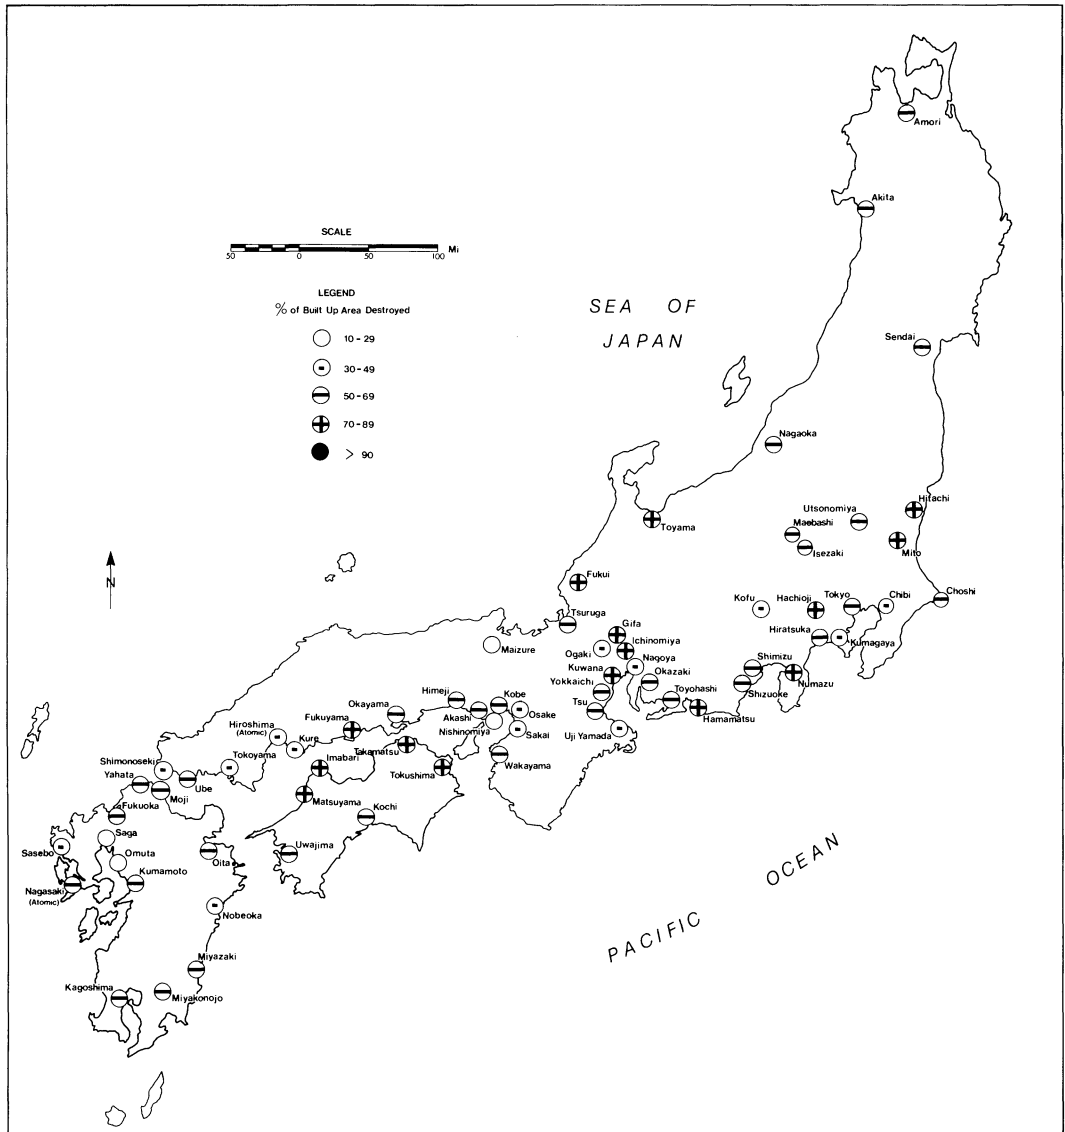 Amori
Akita
SCALE
50 0 50 100 Mi
LEGEND
% of Built Up Area Destroyed
10-29
30-49
50-69
70-89
> 90
SEA OF
JAPAN
Sendai
Nagaoka
Hitachi
Utsonomiya
Toyama
Maebashi
Mito
Isezaki
N
Fukui
Choshi
Kofu
Hachioji
Tokyo
Chibi
Tsuruga
Gifa
Hiratsuka
Ichinomiya
Kumagaya
Maizure
Ogaki
Nagoya
Shimizu
Kuwana
Okazaki
Numazu
Yokkaichi
Shizuoke
Himeji
Kobe
Toyohashi
Okayama
Tsu
Hamamatsu
Akashi
Osake
Fukuyama
Nishinomiya
Hiroshima
(Atomic)
Sakai
Uji Yamada
Kure
Takamatsu
Imabari
Wakayama
Shimonoseki
Tokoyama
Tokushima
Yahata
Ube
Moji
Matsuyama
Fukuoka
Kochi
Saga
Uwajima
Sasebo
Omuta
Oita
Kumamoto
Nagasaki
(Atomic)
OCEAN
Nobeoka
PACIFIC
Miyazaki
Kagoshima
Miyakonojo